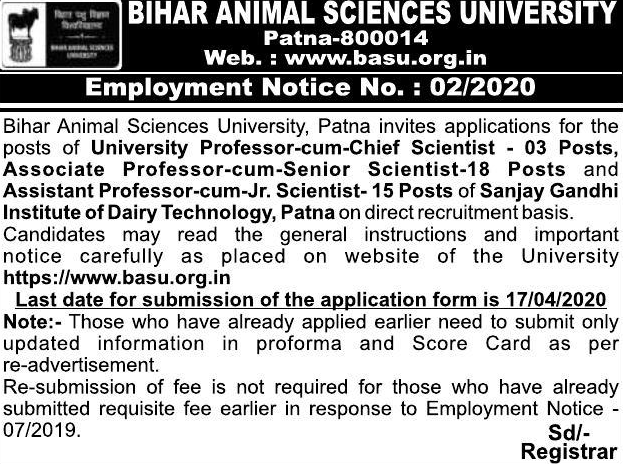 बिहार पशु विज्ञान
विश्वविद्यालय
BIHAR ANIMAL SCIENCES
UNIVERSITY
BIHAR ANIMAL SCIENCES UNIVERSITY
Patna-800014
Web. : www.basu.org.in
Employment Notice No. : 02/2020
Bihar Animal Sciences University, Patna invites applications for the
posts of University Professor-cum-Chief Scientist - 03 Posts,
Associate Professor-cum-Senior Scientist-18 Posts and
Assistant Professor-cum-Jr. Scientist- 15 Posts of Sanjay Gandhi
Institute of Dairy Technology, Patna on direct recruitment basis.
Candidates may read the general instructions and important
notice carefully as placed on website of the University
https://www.basu.org.in
Last date for submission of the application form is 17/04/2020
Note:- Those who have already applied earlier need to submit only
updated information in proforma and Score Card as per
re-advertisement.
Re-submission of fee is not required for those who have already
submitted requisite fee earlier in response to Employment Notice -
07/2019.
Sd/-
Registrar